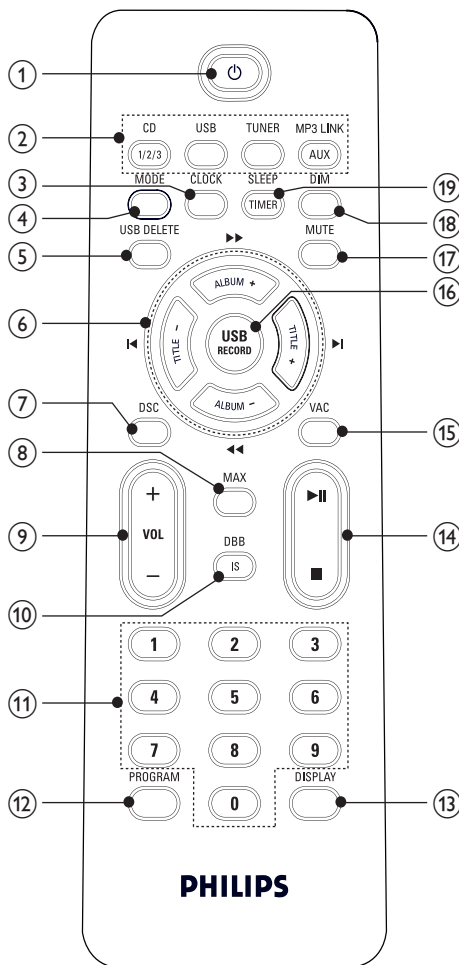 1
2
CD USB TUNER MP3 LINK
1/2/3 AUX
3
MODE CLOCK SLEEP DIM
TIMER
19
4
18
USB DELETE MUTE
5
17
ALBUM +
16
6
TITLE -
USB
RECORD
TITLE +
ALBUM -
7
DSC VAC
15
8
MAX
+
9
VOL
14
-
DBB
IS
10
1 2 3
11
4 5 6
7 8 9
PROGRAM DISPLAY
12
0
13
PHILIPS